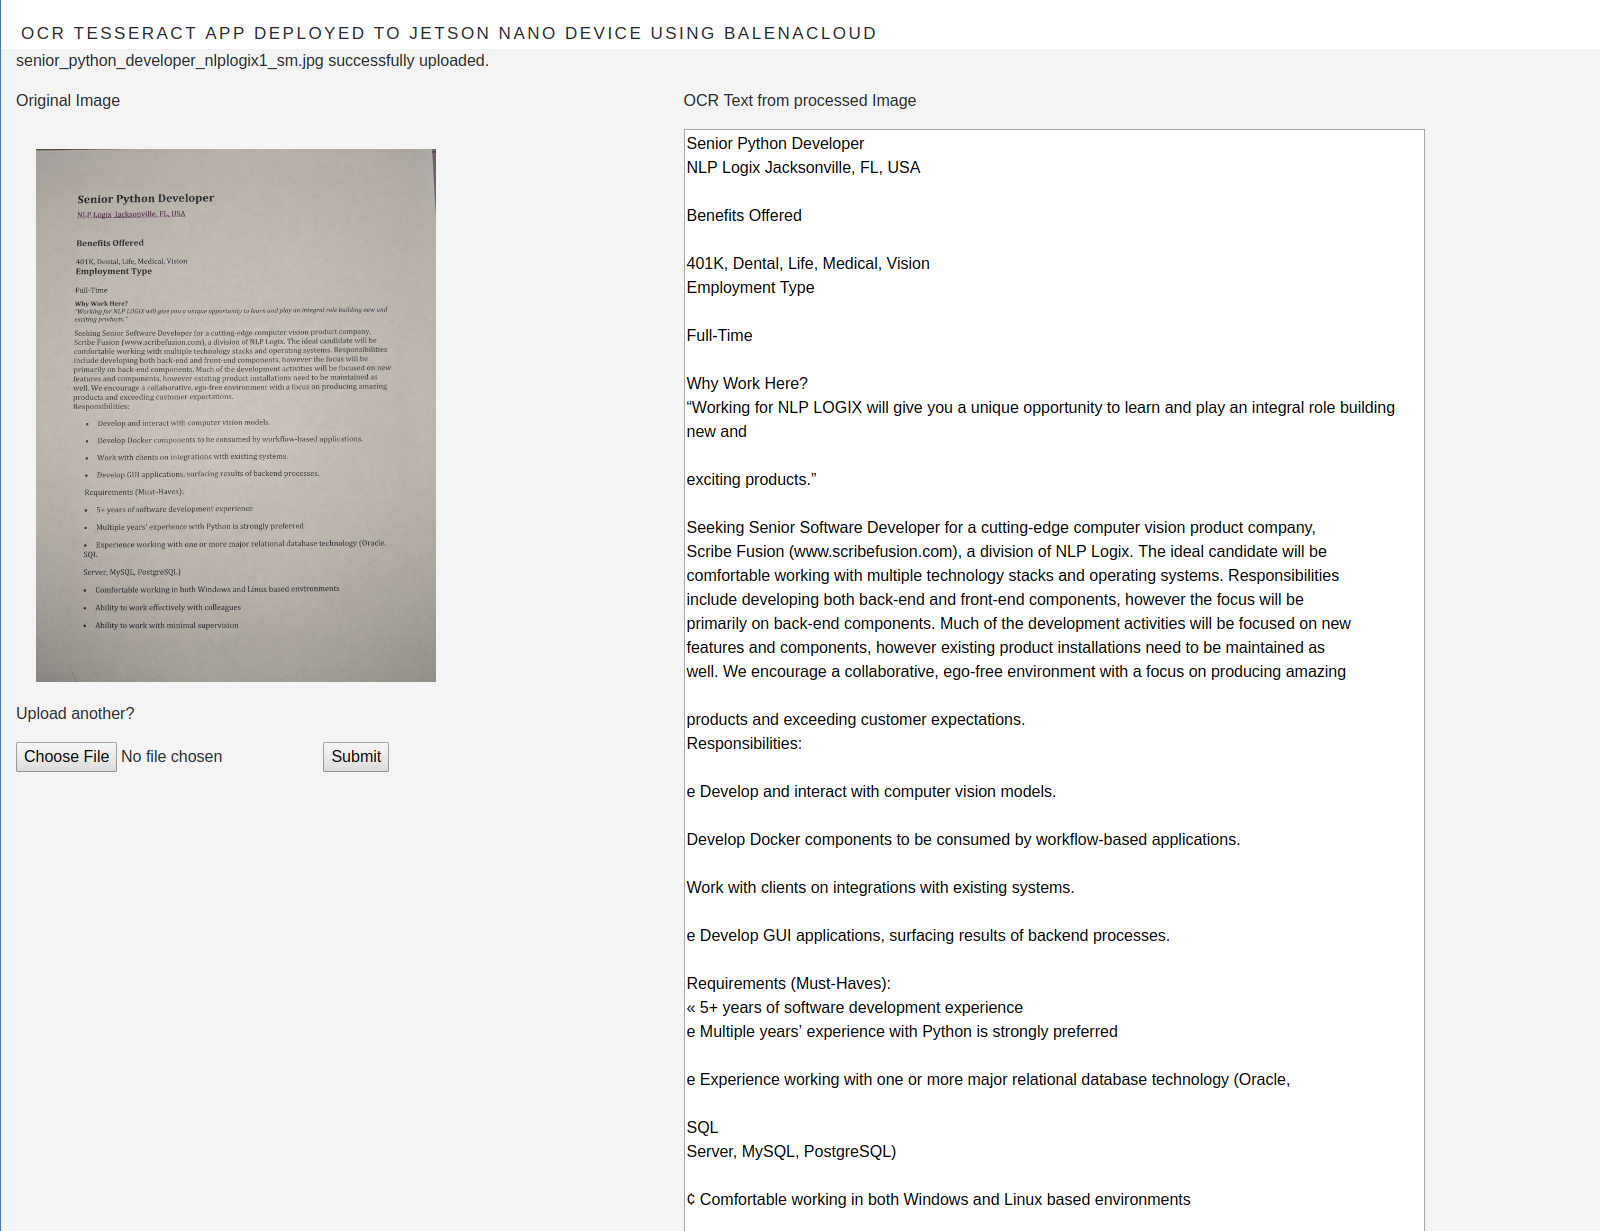 OCR TESSERACT APP DEPLOYED TO JETSON NANO DEVICE USING BALENACLOUD
senior_python_developer_nlplogix1_sm.jpg successfully uploaded.
Original Image
Senior Python Developer
NLP Logix Jacksonville, FL, USA
Benefits Offered
401K, Dental, Life, Medical, Vision
Employment Type
Full-Time
Why Work Here?
"Working for NLP LOGIX will give you a unique opportunity to learn and play an integral role building new and
exciting products."
Seeking Senior Software Developer for a cutting-edge computer vision product company,
Scribe Fusion (www.scribefusion.com), a division of NLP Logix. The ideal candidate will be
comfortable working with multiple technology stacks and operating systems. Responsibilities
include developing both back-end and front-end components, however the focus will be
primarily on back-end components. Much of the development activities will be focused on new
features and components, however existing product installations need to be maintained as
well. We encourage a collaborative, ego-free environment with a focus on producing amazing
products and exceeding customer expectations.
Responsibilities:
• Develop and interact with computer vision models.
• Develop Docker components to be consumed by workflow-based applications.
• Work with clients on integrations with existing systems.
• Develop GUI applications, surfacing results of backend processes.
Requirements (Must-Haves):
• 5+ years of software development experience
• Multiple years' experience with Python is strongly preferred
• Experience working with one or more major relational database technology (Oracle,
SQL
Server, MySQL, PostgreSQL)
• Comfortable working in both Windows and Linux based environments
• Ability to work effectively with colleagues
• Ability to work with minimal supervision
Upload another?
Choose File No file chosen Submit
OCR Text from processed Image
Senior Python Developer
NLP Logix Jacksonville, FL, USA
Benefits Offered
401K, Dental, Life, Medical, Vision
Employment Type
Full-Time
Why Work Here?
“Working for NLP LOGIX will give you a unique opportunity to learn and play an integral role building
new and
exciting products.”
Seeking Senior Software Developer for a cutting-edge computer vision product company,
Scribe Fusion (www.scribefusion.com), a division of NLP Logix. The ideal candidate will be
comfortable working with multiple technology stacks and operating systems. Responsibilities
include developing both back-end and front-end components, however the focus will be
primarily on back-end components. Much of the development activities will be focused on new
features and components, however existing product installations need to be maintained as
well. We encourage a collaborative, ego-free environment with a focus on producing amazing
products and exceeding customer expectations.
Responsibilities:
e Develop and interact with computer vision models.
Develop Docker components to be consumed by workflow-based applications.
Work with clients on integrations with existing systems.
e Develop GUI applications, surfacing results of backend processes.
Requirements (Must-Haves):
« 5+ years of software development experience
e Multiple years’ experience with Python is strongly preferred
e Experience working with one or more major relational database technology (Oracle,
SQL
Server, MySQL, PostgreSQL)
¢ Comfortable working in both Windows and Linux based environments